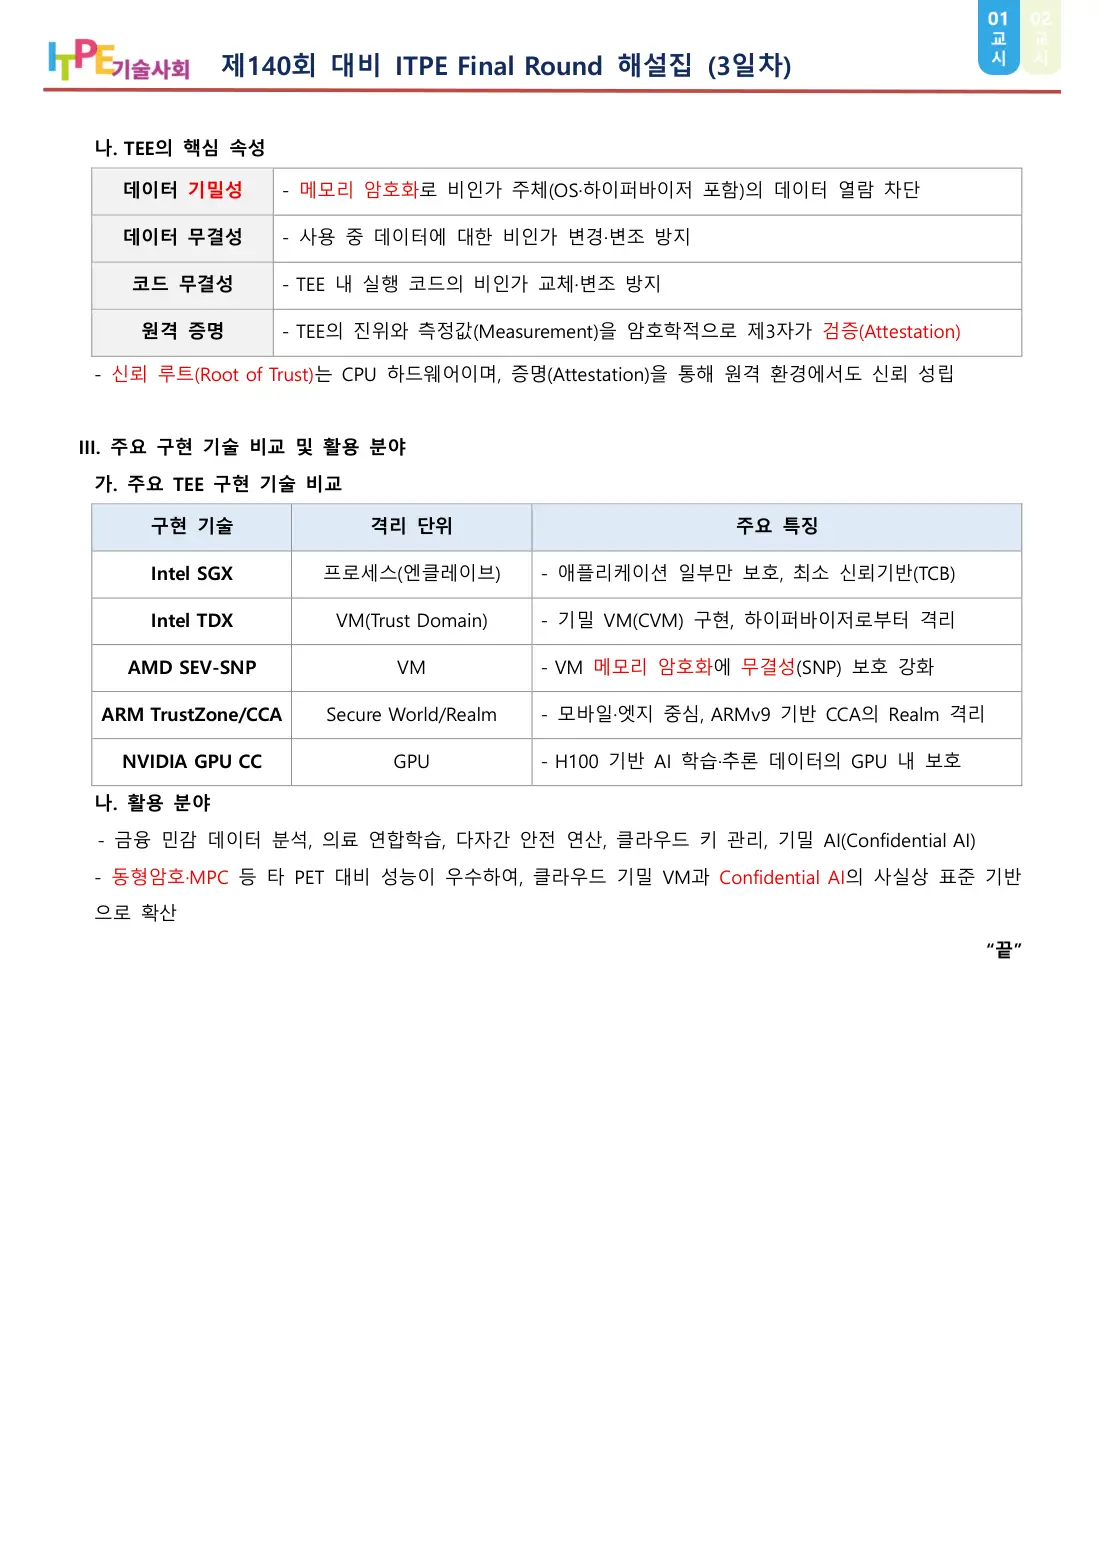 ITPE기술사회 제140회 대비 ITPE Final Round 해설집 (3일차)
01 교시
02 교시
나. TEE의 핵심 속성
데이터 기밀성 - 메모리 암호화로 비인가 주체(OS·하이퍼바이저 포함)의 데이터 열람 차단
데이터 무결성 - 사용 중 데이터에 대한 비인가 변경·변조 방지
코드 무결성 - TEE 내 실행 코드의 비인가 교체·변조 방지
원격 증명 - TEE의 진위와 측정값(Measurement)을 암호학적으로 제3자가 검증(Attestation)
- 신뢰 루트(Root of Trust)는 CPU 하드웨어이며, 증명(Attestation)을 통해 원격 환경에서도 신뢰 성립
III. 주요 구현 기술 비교 및 활용 분야
가. 주요 TEE 구현 기술 비교
구현 기술 격리 단위 주요 특징
Intel SGX 프로세스(엔클레이브) - 애플리케이션 일부만 보호, 최소 신뢰기반(TCB)
Intel TDX VM(Trust Domain) - 기밀 VM(CVM) 구현, 하이퍼바이저로부터 격리
AMD SEV-SNP VM - VM 메모리 암호화에 무결성(SNP) 보호 강화
ARM TrustZone/CCA Secure World/Realm - 모바일·엣지 중심, ARMv9 기반 CCA의 Realm 격리
NVIDIA GPU CC GPU - H100 기반 AI 학습·추론 데이터의 GPU 내 보호
나. 활용 분야
- 금융 민감 데이터 분석, 의료 연합학습, 다자간 안전 연산, 클라우드 키 관리, 기밀 AI(Confidential AI)
- 동형암호·MPC 등 타 PET 대비 성능이 우수하여, 클라우드 기밀 VM과 Confidential AI의 사실상 표준 기반
으로 확산
“끝”